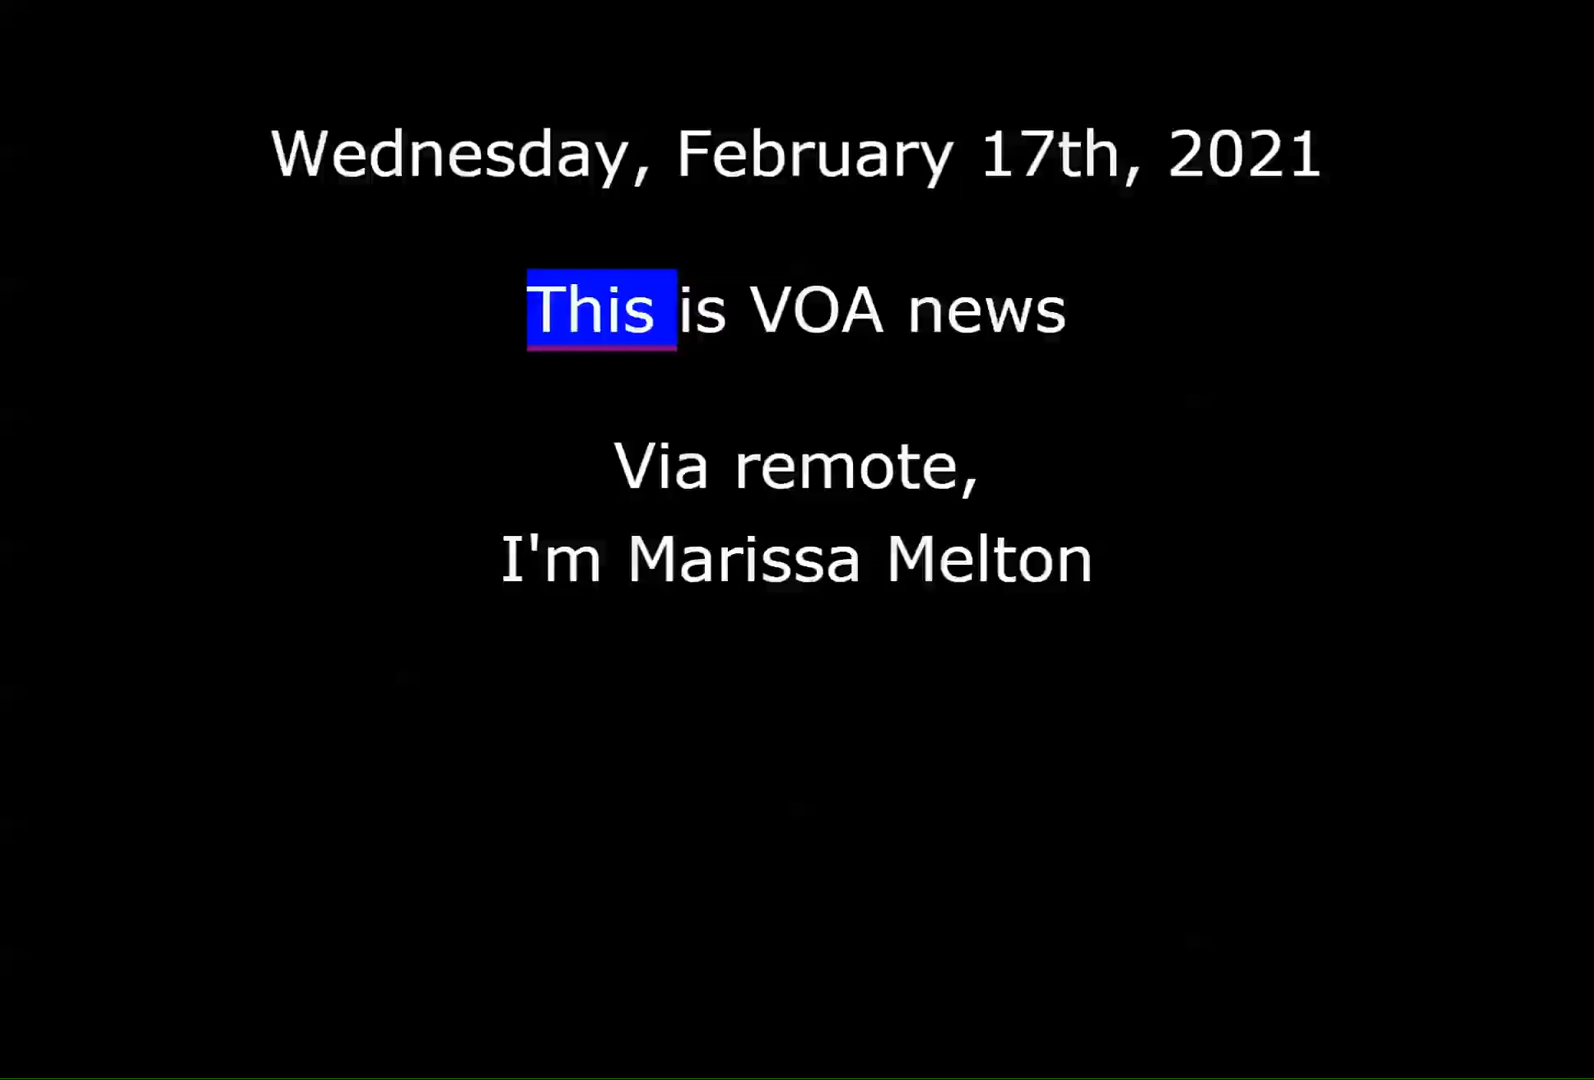 Wednesday, February 17th, 2021
This is VOA news
Via remote,
I'm Marissa Melton